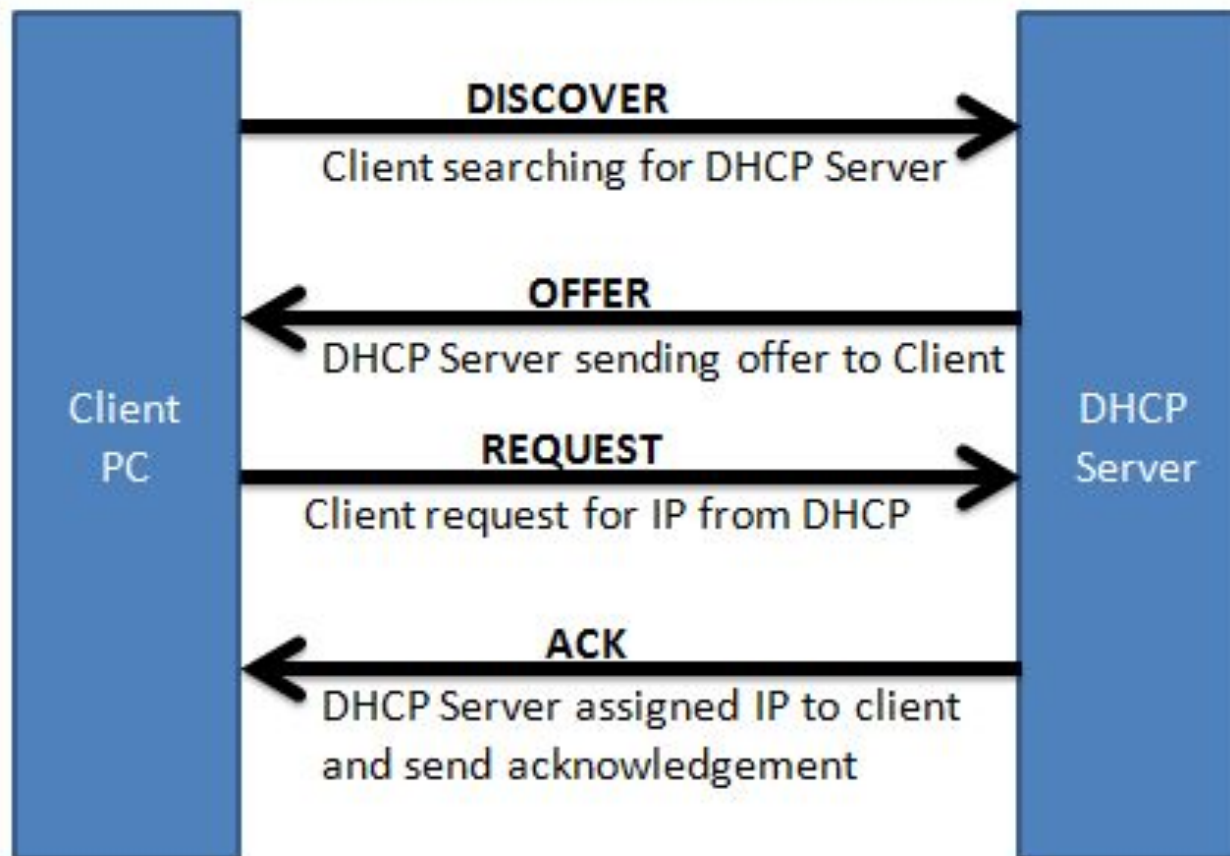 DISCOVER
Client searching for DHCP Server
OFFER
DHCP Server sending offer to Client
Client
PC
DHCP
Server
REQUEST
Client request for IP from DHCP
ACK
DHCP Server assigned IP to client
and send acknowledgement